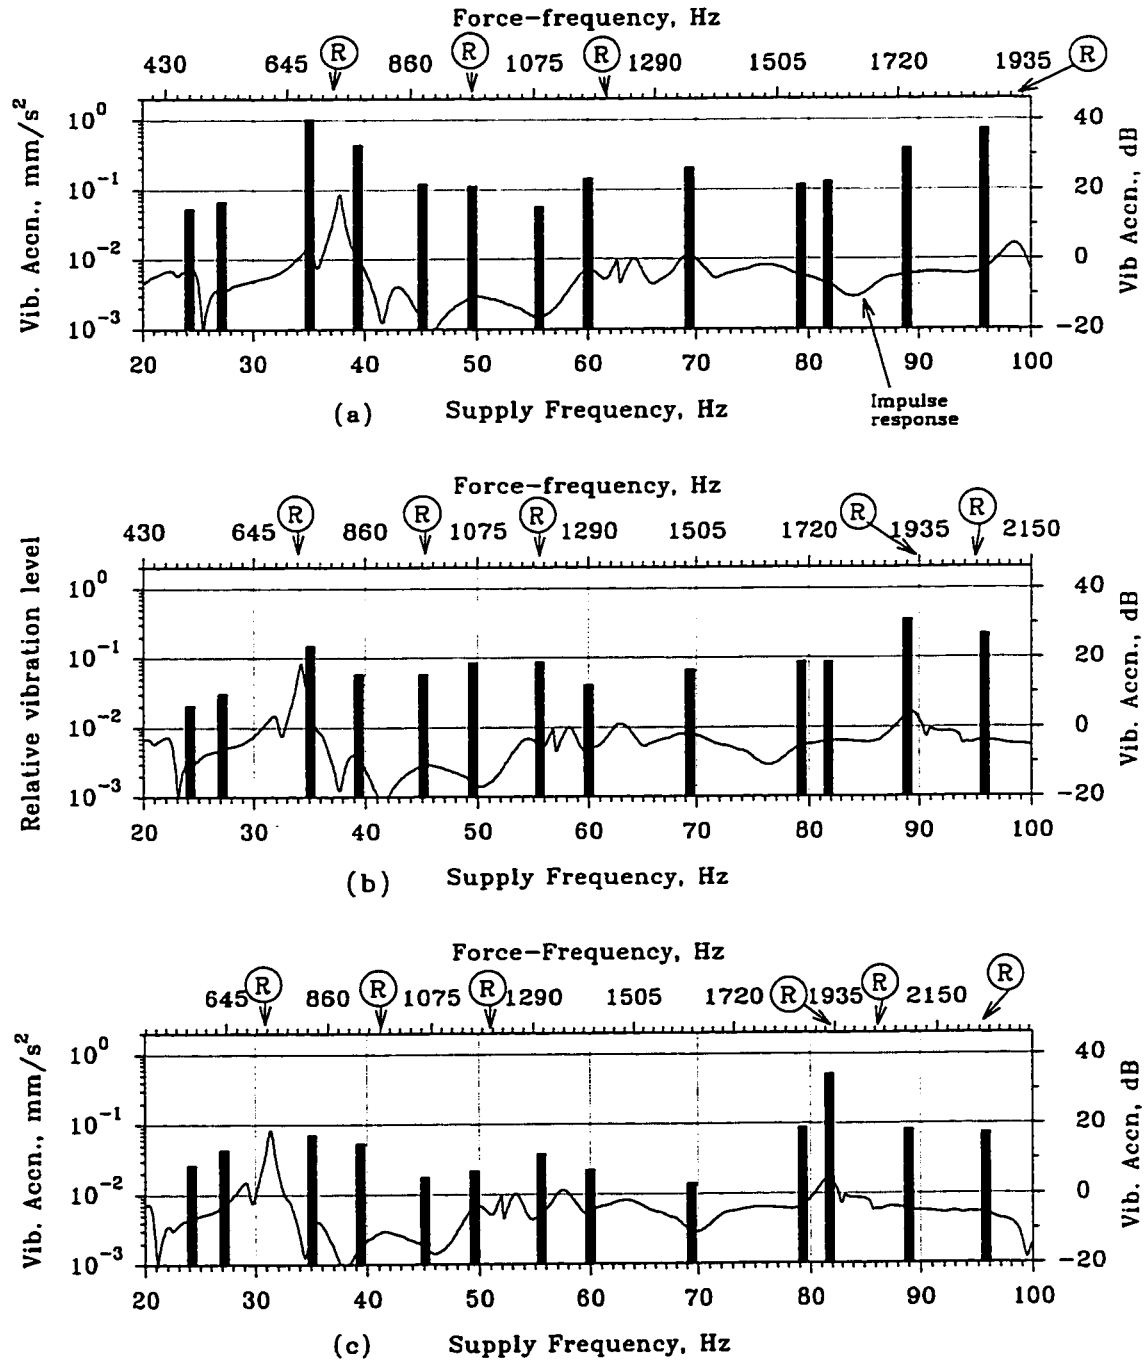 Force-frequency, Hz
430 645 R 860 R 1075 R 1290 1505 1720 1935 R
Vib. Accn., mm/s²
10⁰
10⁻¹
10⁻²
10⁻³
40
20
0
-20
Vib Accn., dB
20 30 40 50 60 70 80 90 100
Impulse
response
(a) Supply Frequency, Hz
Force-frequency, Hz
430 645 R 860 R 1075 R 1290 1505 1720 R 1935 R 2150
Relative vibration level
10⁰
10⁻¹
10⁻²
10⁻³
40
20
0
-20
Vib. Accn., dB
20 30 40 50 60 70 80 90 100
(b) Supply Frequency, Hz
Force-Frequency, Hz
645 R 860 R 1075 R 1290 1505 1720 R 1935 R 2150 R
Vib. Accn., mm/s²
10⁰
10⁻¹
10⁻²
10⁻³
40
20
0
-20
Vib. Accn, dB
20 30 40 50 60 70 80 90 100
(c) Supply Frequency, Hz